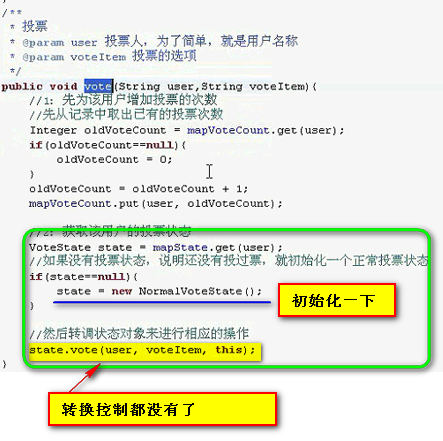 /**
* 投票
* @param user 投票人，为了简单，就是用户名称
* @param voteItem 投票的选项
*/
public void vote(String user,String voteItem){
//1：先为该用户增加投票的次数
//先从记录中取出已有的投票次数
Integer oldVoteCount = mapVoteCount.get(user);
if(oldVoteCount==null){
oldVoteCount = 0;
}
oldVoteCount = oldVoteCount + 1;
mapVoteCount.put(user, oldVoteCount);
//2：获取该用户的投票状态
VoteState state = mapState.get(user);
//如果没有投票状态，说明还没有投过票，就初始化一个正常投票状态
if(state==null){
state = new NormalVoteState();
}
初始化一下
//然后转调状态对象来进行相应的操作
state.vote(user, voteItem, this);
}
转换控制都没有了